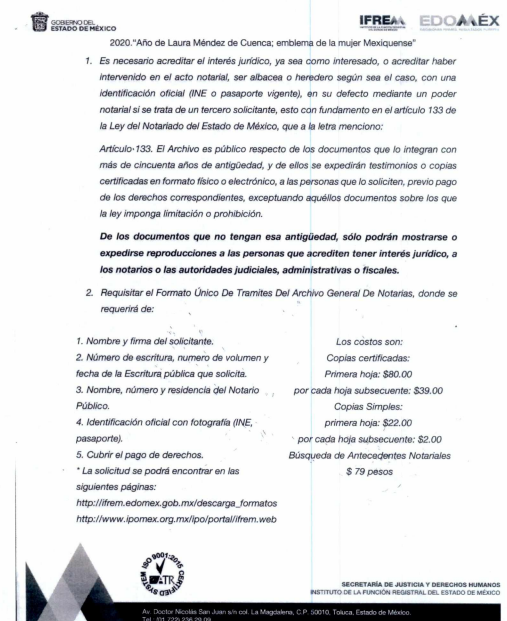 GOBIERNO DEL
ESTADO DE MÉXICO
IFREM
EDOMÉX
2020."Año de Laura Méndez de Cuenca; emblema de la mujer Mexiquense"
1. Es necesario acreditar el interés jurídico, ya sea como interesado, o acreditar haber
intervenido en el acto notarial, ser albacea o heredero según sea el caso, con una
identificación oficial (INE o pasaporte vigente), en su defecto mediante un poder
notarial si se trata de un tercero solicitante, esto con fundamento en el artículo 133 de
la Ley del Notariado del Estado de México, que a la letra menciono:
Artículo·133. El Archivo es público respecto de los documentos que lo integran con
más de cincuenta años de antigüedad, y de ellos se expedirán testimonios o copias
certificadas en formato físico o electrónico, a las personas que lo soliciten, previo pago
de los derechos correspondientes, exceptuando aquéllos documentos sobre los que
la ley imponga limitación o prohibición.
De los documentos que no tengan esa antigüedad, sólo podrán mostrarse o
expedirse reproducciones a las personas que acrediten tener interés jurídico, a
los notarios o las autoridades judiciales, administrativas o fiscales.
2. Requisitar el Formato Único De Tramites Del Archivo General De Notarias, donde se
requerirá de:
1. Nombre y firma del solicitante.
2. Número de escritura, numero de volumen y
fecha de la Escritura pública que solicita.
3. Nombre, número y residencia del Notario
Público.
4. Identificación oficial con fotografía (INE,
pasaporte).
5. Cubrir el pago de derechos.
* La solicitud se podrá encontrar en las
siguientes páginas:
http://ifrem.edomex.gob.mx/descarga_formatos
http://www.ipomex.org.mx/ipo/portal/ifrem.web
Los costos son:
Copias certificadas:
Primera hoja: $80.00
por cada hoja subsecuente: $39.00
Copias Simples:
primera hoja: $22.00
por cada hoja subsecuente: $2.00
Búsqueda de Antecedentes Notariales
$ 79 pesos
ISO 9001:2015
ATR
SYSTEM CERTIFIED
SECRETARÍA DE JUSTICIA Y DERECHOS HUMANOS
INSTITUTO DE LA FUNCIÓN REGISTRAL DEL ESTADO DE MÉXICO
Av. Doctor Nicolás San Juan s/n col. La Magdalena, C.P. 50010, Toluca, Estado de México.
Tel.: (01 722) 236 29 09